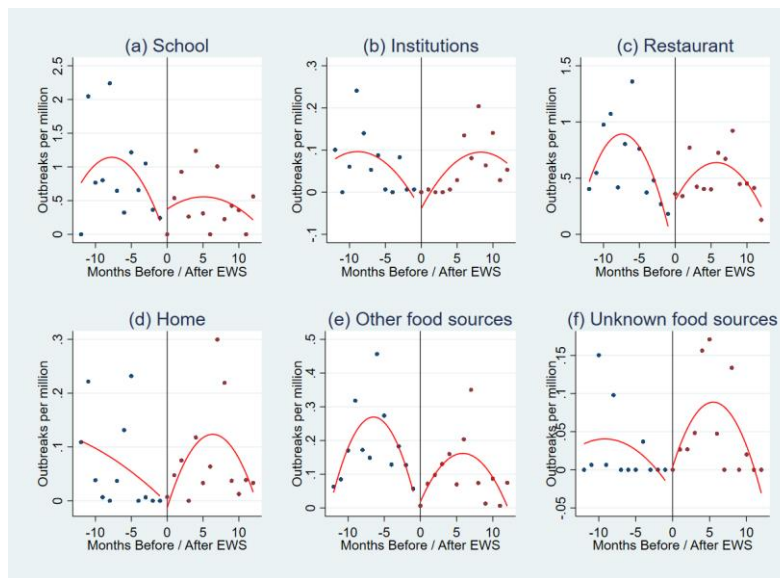 (a) School
Outbreaks per million
0 .5 1 1.5 2 2.5
-10 -5 0 5 10
Months Before / After EWS
(b) Institutions
Outbreaks per million
-.1 0 .1 .2 .3
-10 -5 0 5 10
Months Before / After EWS
(c) Restaurant
Outbreaks per million
0 .5 1 1.5
-10 -5 0 5 10
Months Before / After EWS
(d) Home
Outbreaks per million
0 .1 .2 .3
-10 -5 0 5 10
Months Before / After EWS
(e) Other food sources
Outbreaks per million
0 .1 .2 .3 .4 .5
-10 -5 0 5 10
Months Before / After EWS
(f) Unknown food sources
Outbreaks per million
-.05 0 .05 .1 .15
-10 -5 0 5 10
Months Before / After EWS